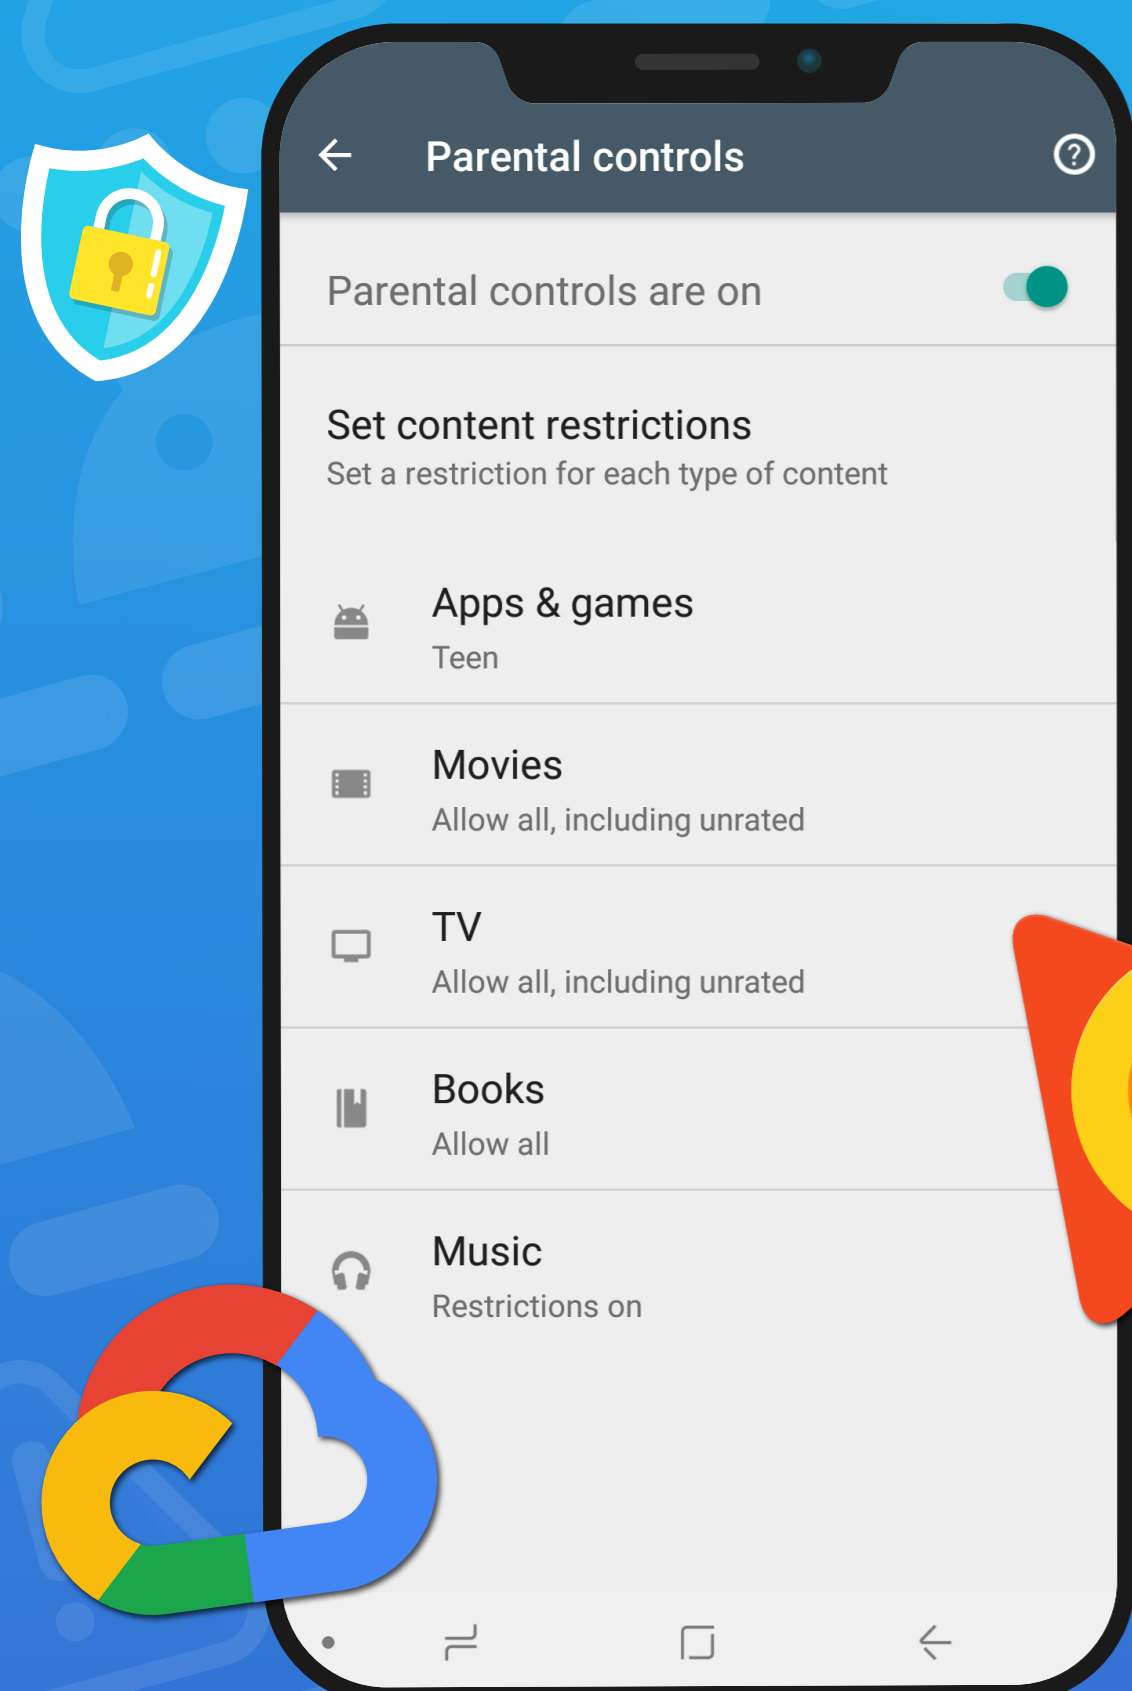 Parental controls
Parental controls are on
Set content restrictions
Set a restriction for each type of content
Apps & games
Teen
Movies
Allow all, including unrated
TV
Allow all, including unrated
Books
Allow all
Music
Restrictions on